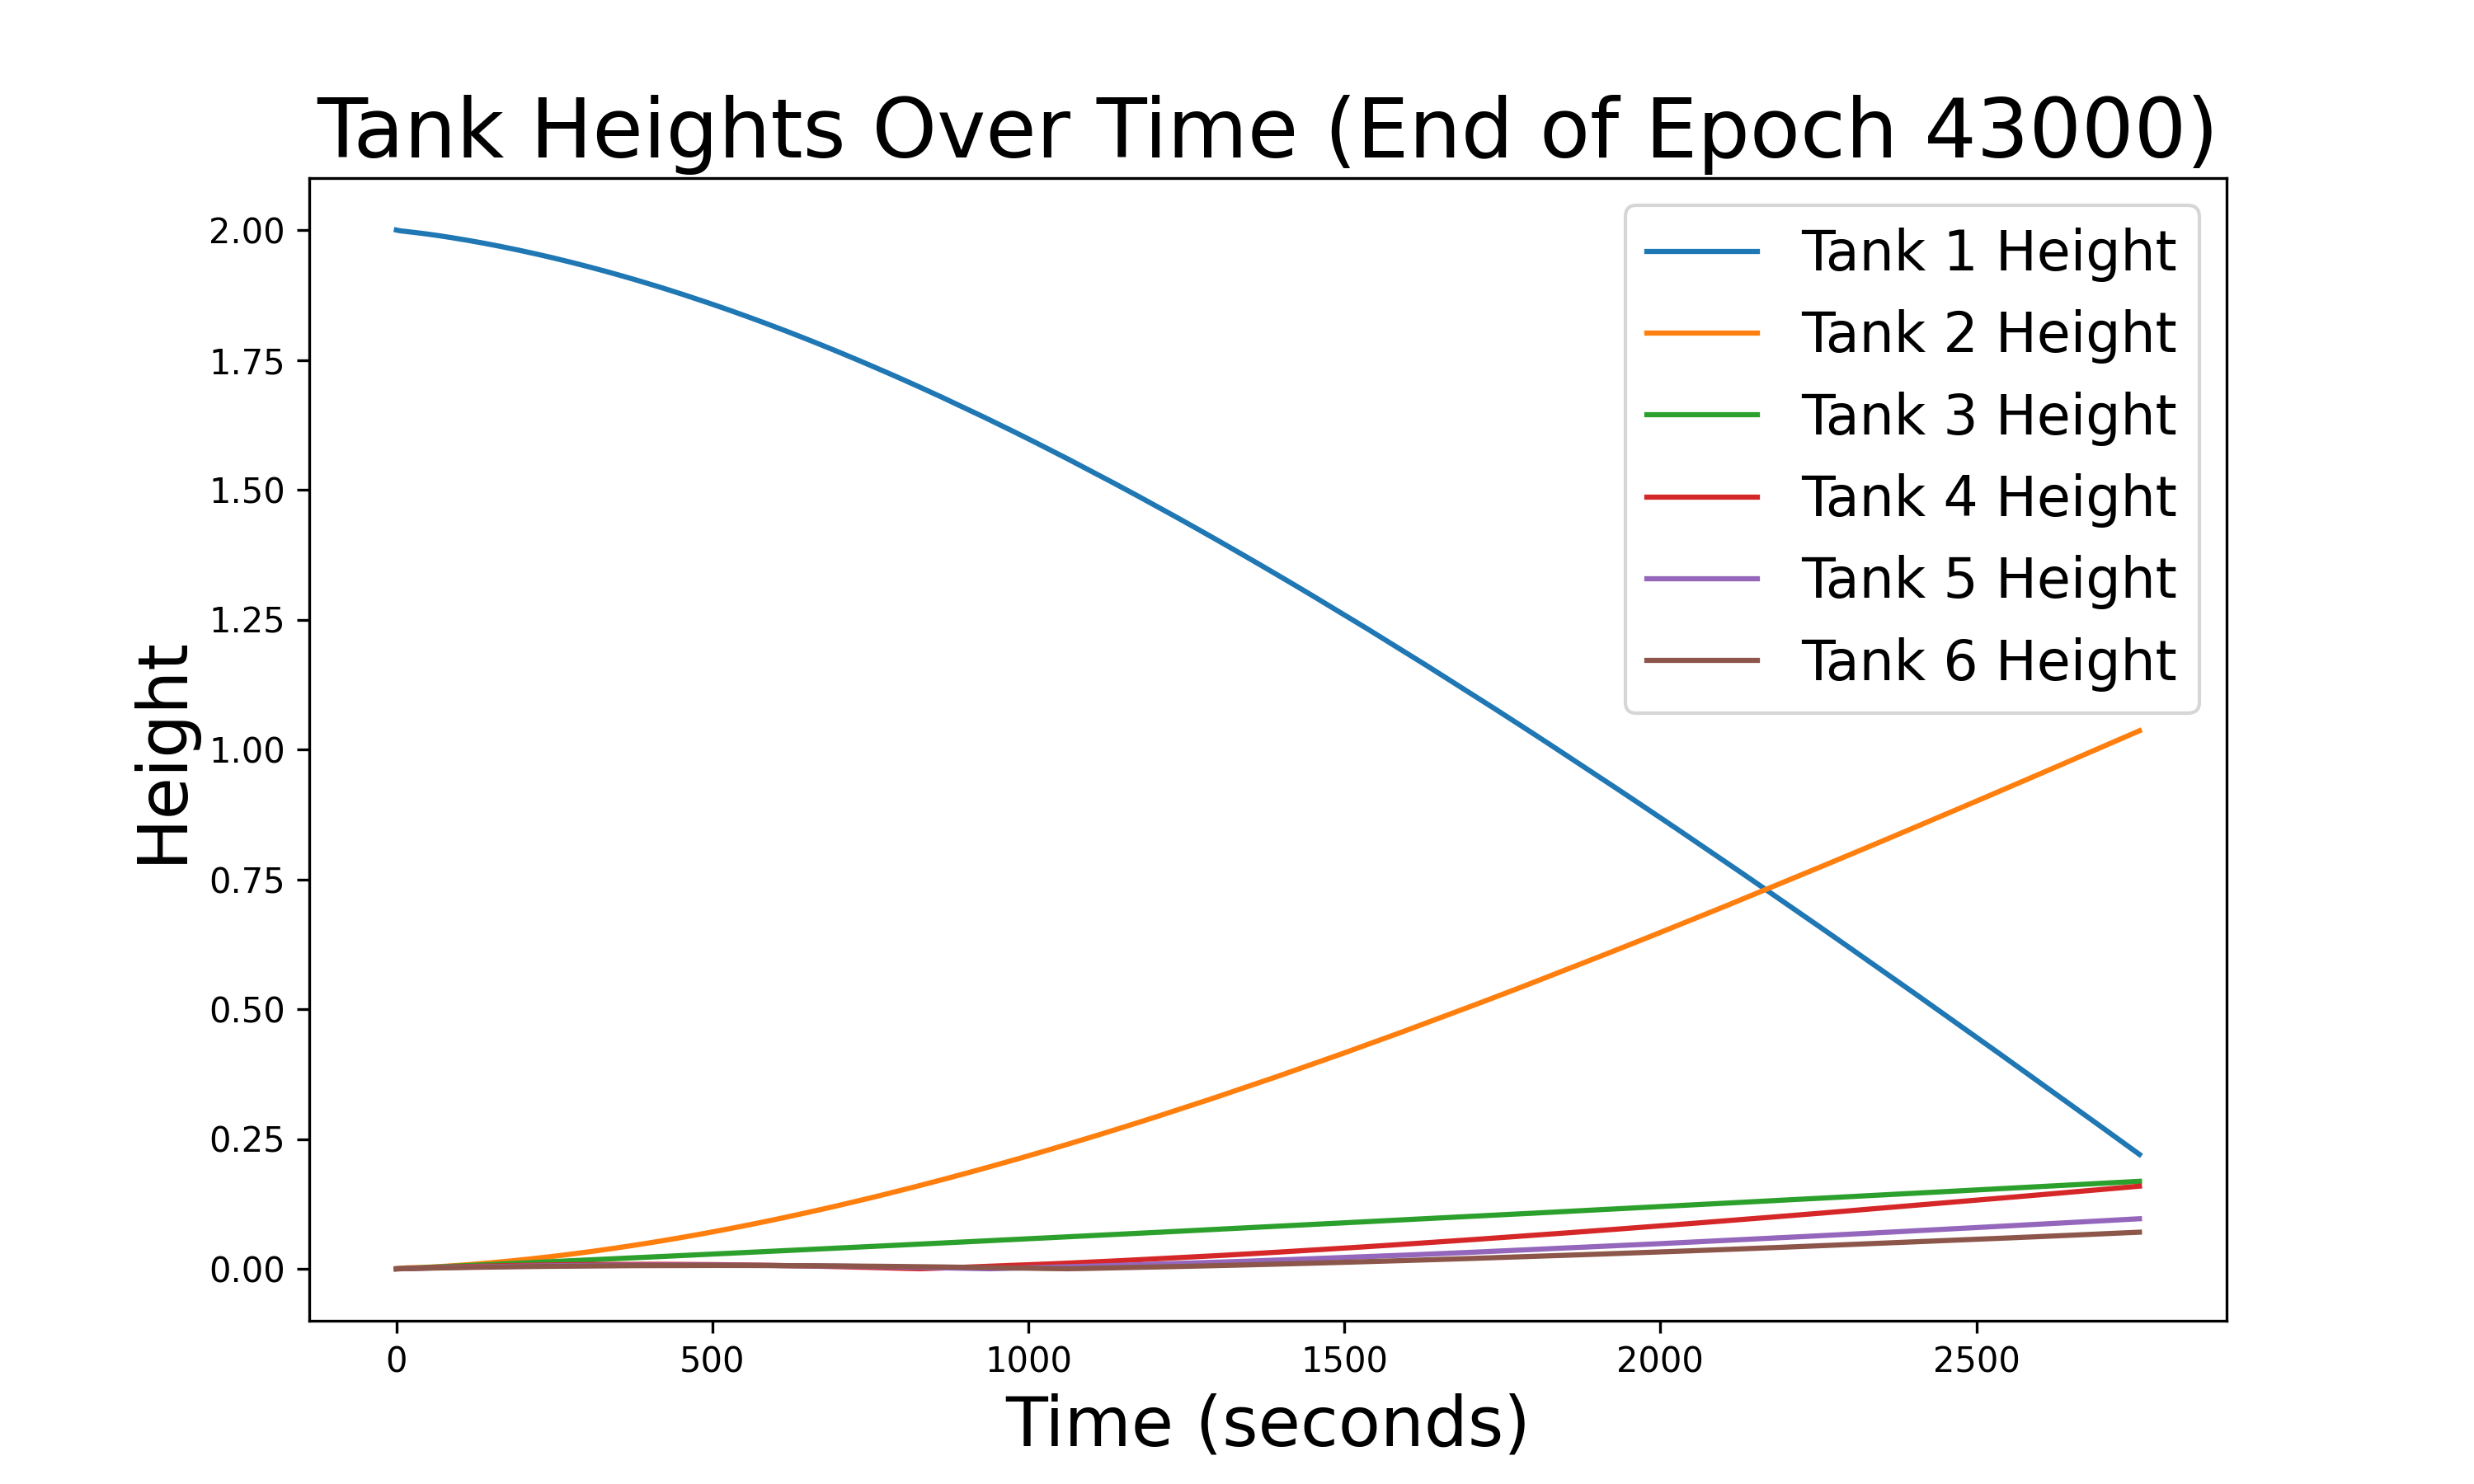 Tank Heights Over Time (End of Epoch 43000)
Tank 1 Height
Tank 2 Height
Tank 3 Height
Tank 4 Height
Tank 5 Height
Tank 6 Height
Height
2.00
1.75
1.50
1.25
1.00
0.75
0.50
0.25
0.00
0 500 1000 1500 2000 2500
Time (seconds)